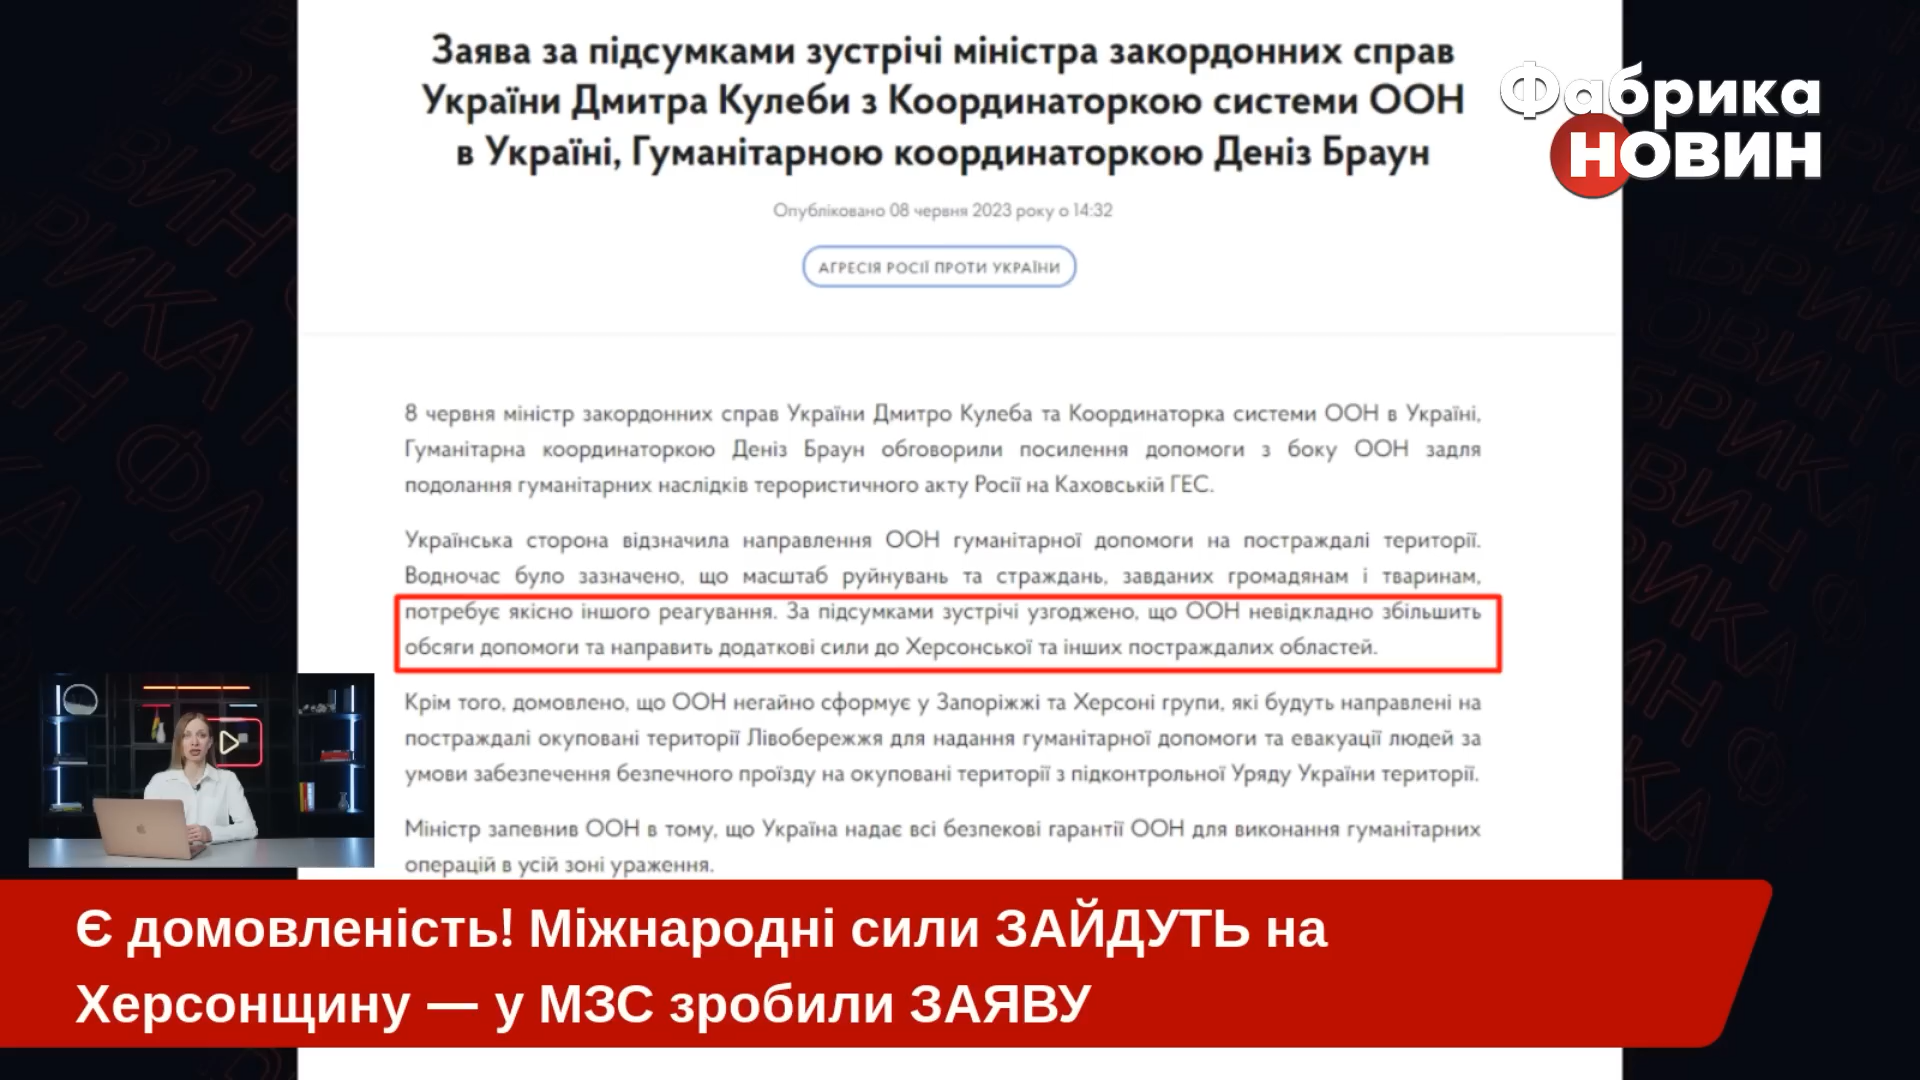 Заява за підсумками зустрічі міністра закордонних справ
України Дмитра Кулеби з Координаторкою системи ООН
в Україні, Гуманітарною координаторкою Деніз Браун
Фабрика
НОВИН
Опубліковано 08 червня 2023 року о 14:32
АГРЕСІЯ РОСІЇ ПРОТИ УКРАЇНИ
8 червня міністр закордонних справ України Дмитро Кулеба та Координаторка системи ООН в Україні,
Гуманітарна координаторкою Деніз Браун обговорили посилення допомоги з боку ООН задля
подолання гуманітарних наслідків терористичного акту Росії на Каховській ГЕС.
Українська сторона відзначила направлення ООН гуманітарної допомоги на постраждалі території.
Водночас було зазначено, що масштаб руйнувань та страждань, завданих громадянам і тваринам,
потребує якісно іншого реагування. За підсумками зустрічі узгоджено, що ООН невідкладно збільшить
обсяги допомоги та направить додаткові сили до Херсонської та інших постраждалих областей.
Крім того, домовлено, що ООН негайно сформує у Запоріжжі та Херсоні групи, які будуть направлені на
постраждалі окуповані території Лівобережжя для надання гуманітарної допомоги та евакуації людей за
умови забезпечення безпечного проїзду на окуповані території з підконтрольної Уряду України території.
Міністр запевнив ООН в тому, що Україна надає всі безпекові гарантії ООН для виконання гуманітарних
операцій в усій зоні ураження.
Є домовленість! Міжнародні сили ЗАЙДУТЬ на
Херсонщину — у МЗС зробили ЗАЯВУ